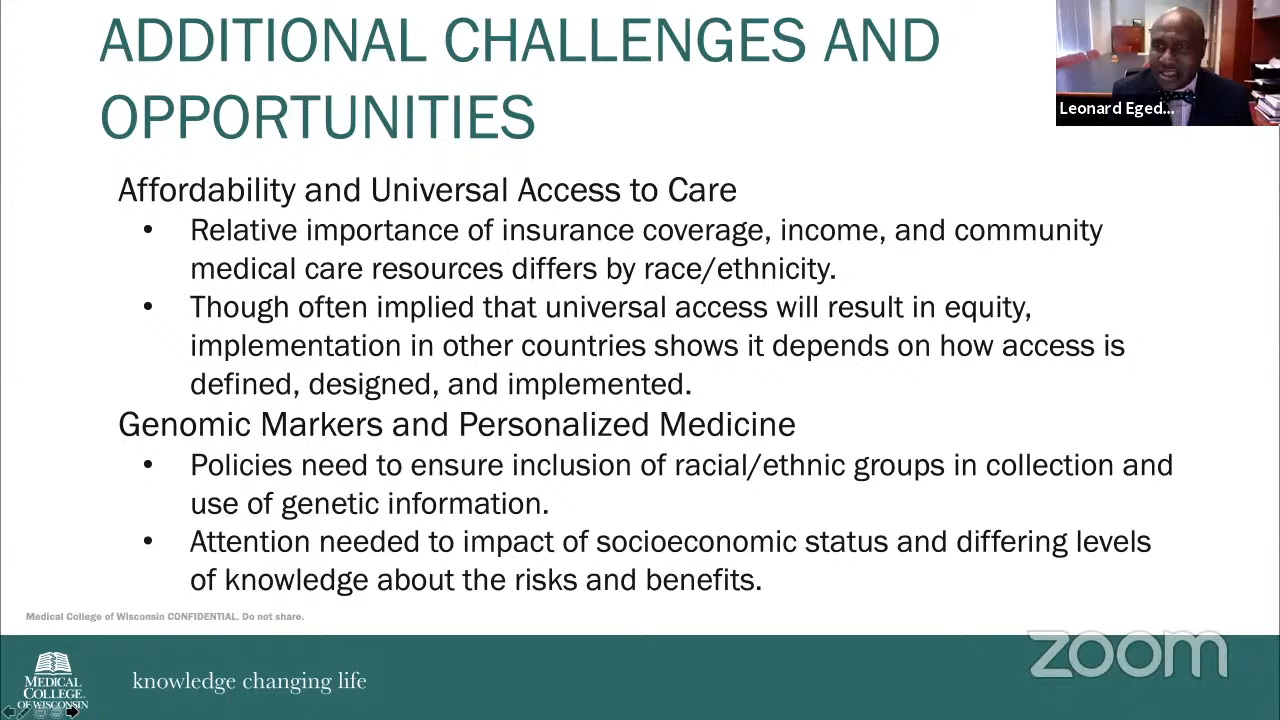 ADDITIONAL CHALLENGES AND
OPPORTUNITIES
Leonard Eged...
Affordability and Universal Access to Care
• Relative importance of insurance coverage, income, and community
medical care resources differs by race/ethnicity.
• Though often implied that universal access will result in equity,
implementation in other countries shows it depends on how access is
defined, designed, and implemented.
Genomic Markers and Personalized Medicine
• Policies need to ensure inclusion of racial/ethnic groups in collection and
use of genetic information.
• Attention needed to impact of socioeconomic status and differing levels
of knowledge about the risks and benefits.
Medical College of Wisconsin CONFIDENTIAL. Do not share.
zoom
MEDICAL
COLLEGE
OF WISCONSIN
knowledge changing life